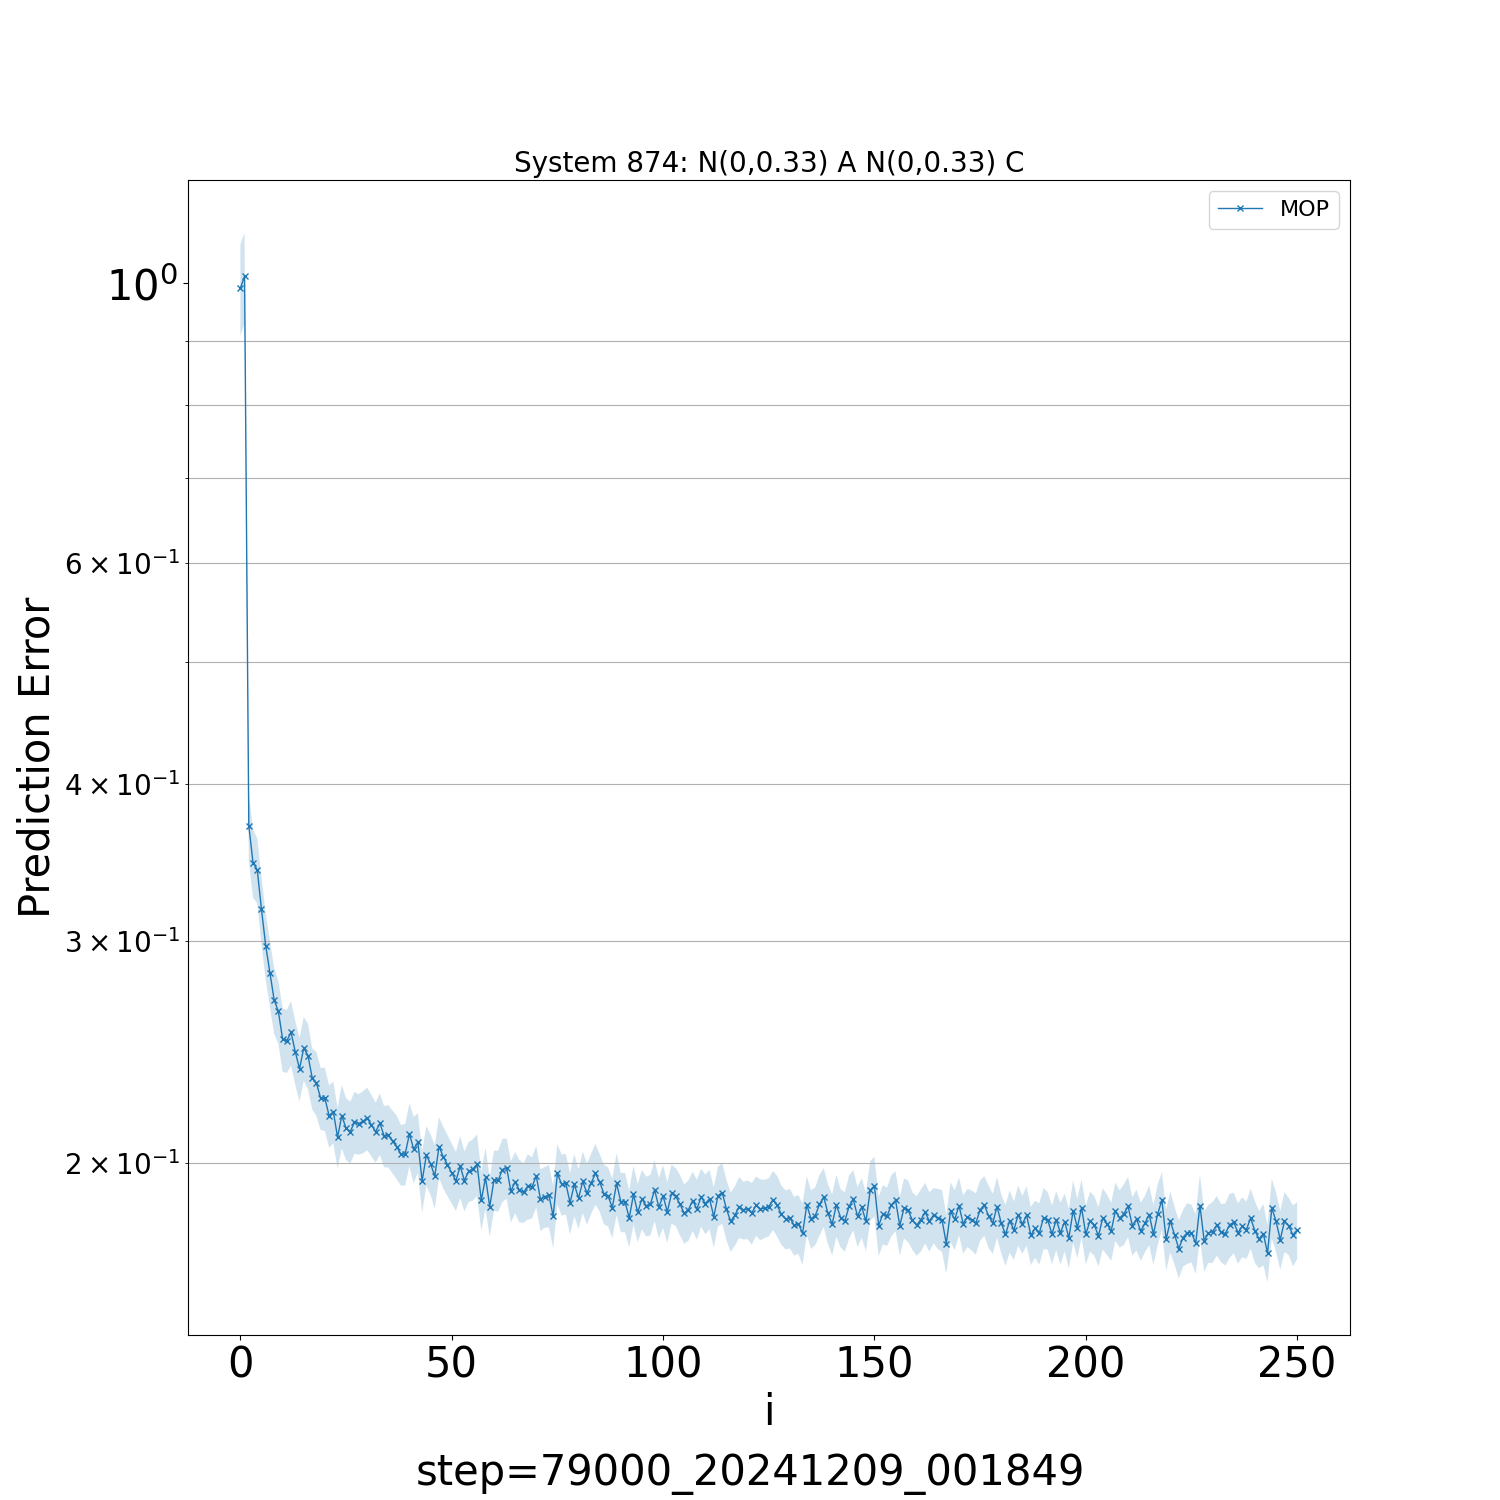 System 874: N(0,0.33) A N(0,0.33) C
MOP
10⁰
6 × 10⁻¹
4 × 10⁻¹
3 × 10⁻¹
2 × 10⁻¹
Prediction Error
0 50 100 150 200 250
i
step=79000_20241209_001849